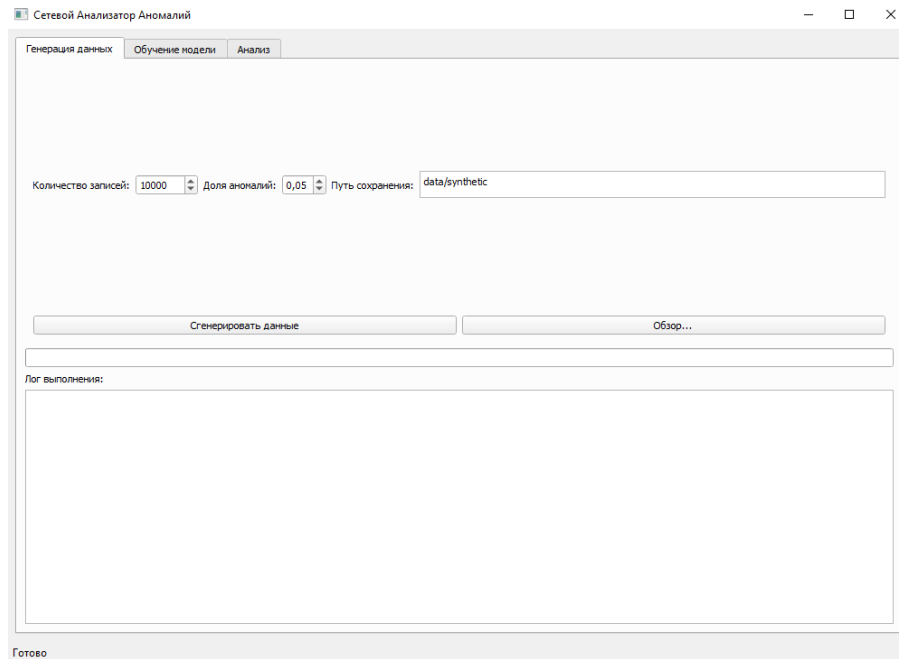 Сетевой Анализатор Аномалий
Генерация данных Обучение модели Анализ
Количество записей: 10000 Доля аномалий: 0,05 Путь сохранения: data/synthetic
Сгенерировать данные Обзор...
Лог выполнения:
Готово